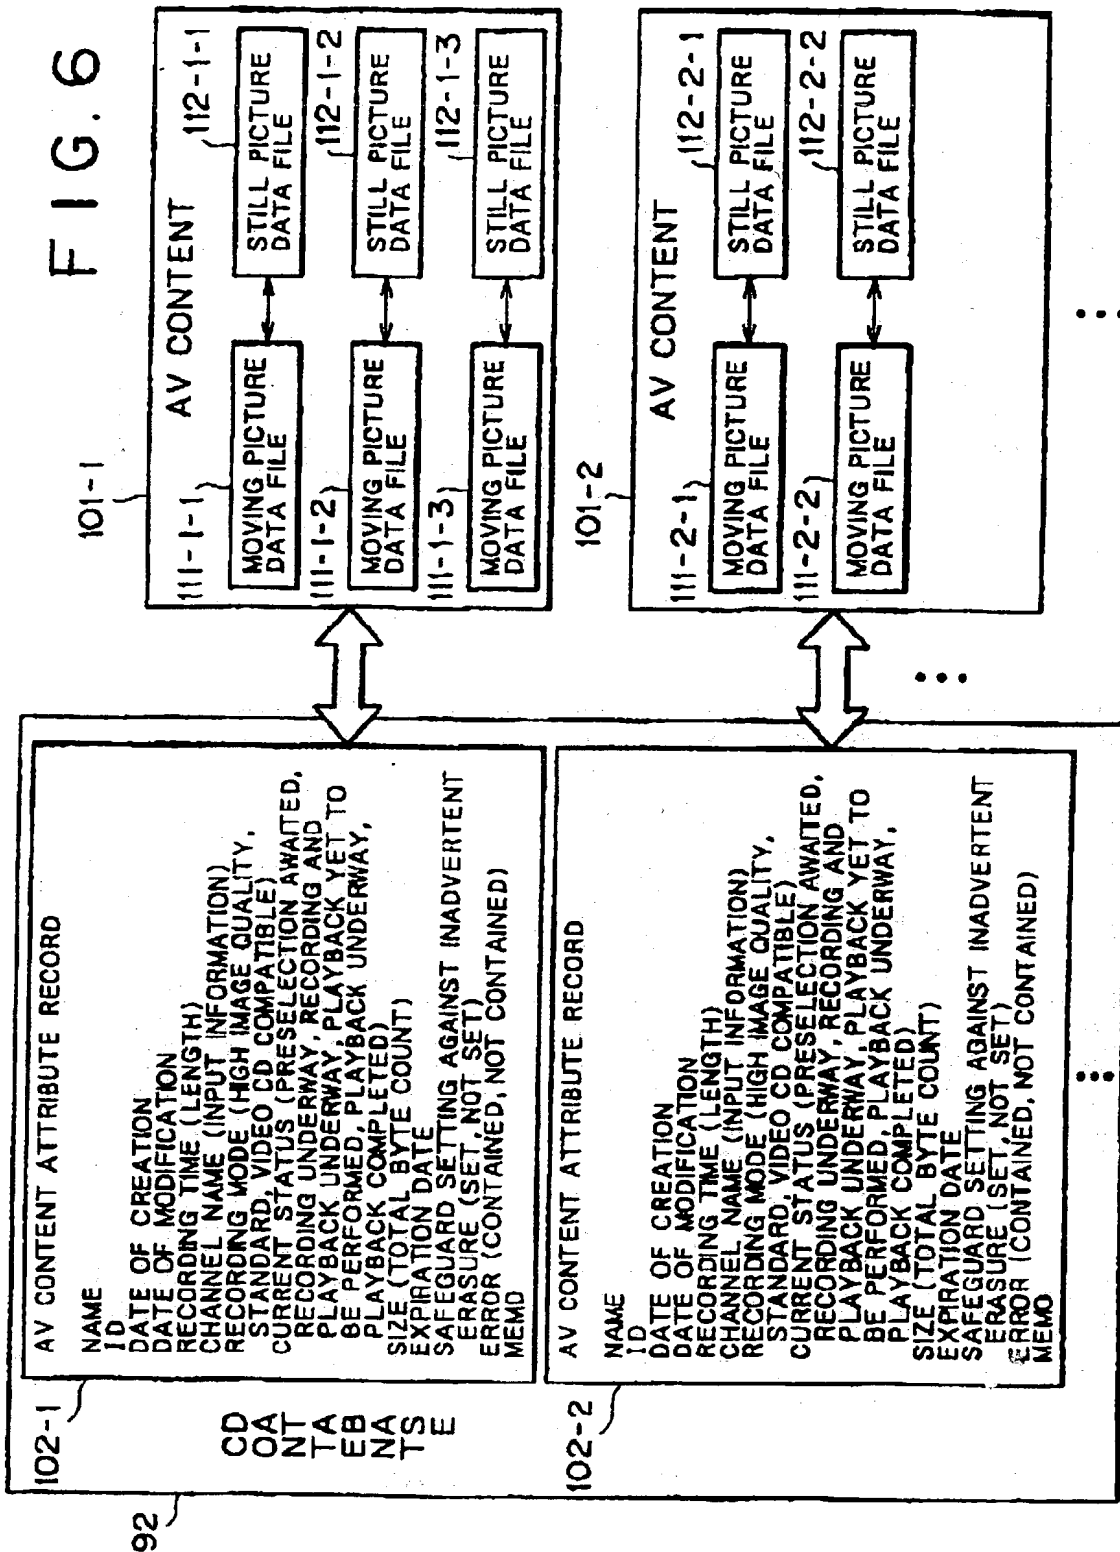 FIG. 6
92
CD
OA
NT
TA
EB
NA
TS
E
102-1
AV CONTENT ATTRIBUTE RECORD
NAME
ID
DATE OF CREATION
DATE OF MODIFICATION
RECORDING TIME (LENGTH)
CHANNEL NAME (INPUT INFORMATION)
RECORDING MODE (HIGH IMAGE QUALITY,
STANDARD, VIDEO CD COMPATIBLE)
CURRENT STATUS (PRESELECTION AWAITED,
RECORDING UNDERWAY, RECORDING AND
PLAYBACK UNDERWAY, PLAYBACK YET TO
BE PERFORMED, PLAYBACK UNDERWAY,
PLAYBACK COMPLETED)
SIZE (TOTAL BYTE COUNT)
EXPIRATION DATE
SAFEGUARD SETTING AGAINST INADVERTENT
ERASURE (SET, NOT SET)
ERROR (CONTAINED, NOT CONTAINED)
MEMO
101-1
AV CONTENT
111-1-1
MOVING PICTURE
DATA FILE
112-1-1
STILL PICTURE
DATA FILE
111-1-2
MOVING PICTURE
DATA FILE
112-1-2
STILL PICTURE
DATA FILE
111-1-3
MOVING PICTURE
DATA FILE
112-1-3
STILL PICTURE
DATA FILE
102-2
AV CONTENT ATTRIBUTE RECORD
NAME
ID
DATE OF CREATION
DATE OF MODIFICATION
RECORDING TIME (LENGTH)
CHANNEL NAME (INPUT INFORMATION)
RECORDING MODE (HIGH IMAGE QUALITY,
STANDARD, VIDEO CD COMPATIBLE)
CURRENT STATUS (PRESELECTION AWAITED,
RECORDING UNDERWAY, RECORDING AND
PLAYBACK UNDERWAY, PLAYBACK YET TO
BE PERFORMED, PLAYBACK UNDERWAY,
PLAYBACK COMPLETED)
SIZE (TOTAL BYTE COUNT)
EXPIRATION DATE
SAFEGUARD SETTING AGAINST INADVERTENT
ERASURE (SET, NOT SET)
ERROR (CONTAINED, NOT CONTAINED)
MEMO
101-2
AV CONTENT
111-2-1
MOVING PICTURE
DATA FILE
112-2-1
STILL PICTURE
DATA FILE
111-2-2
MOVING PICTURE
DATA FILE
112-2-2
STILL PICTURE
DATA FILE